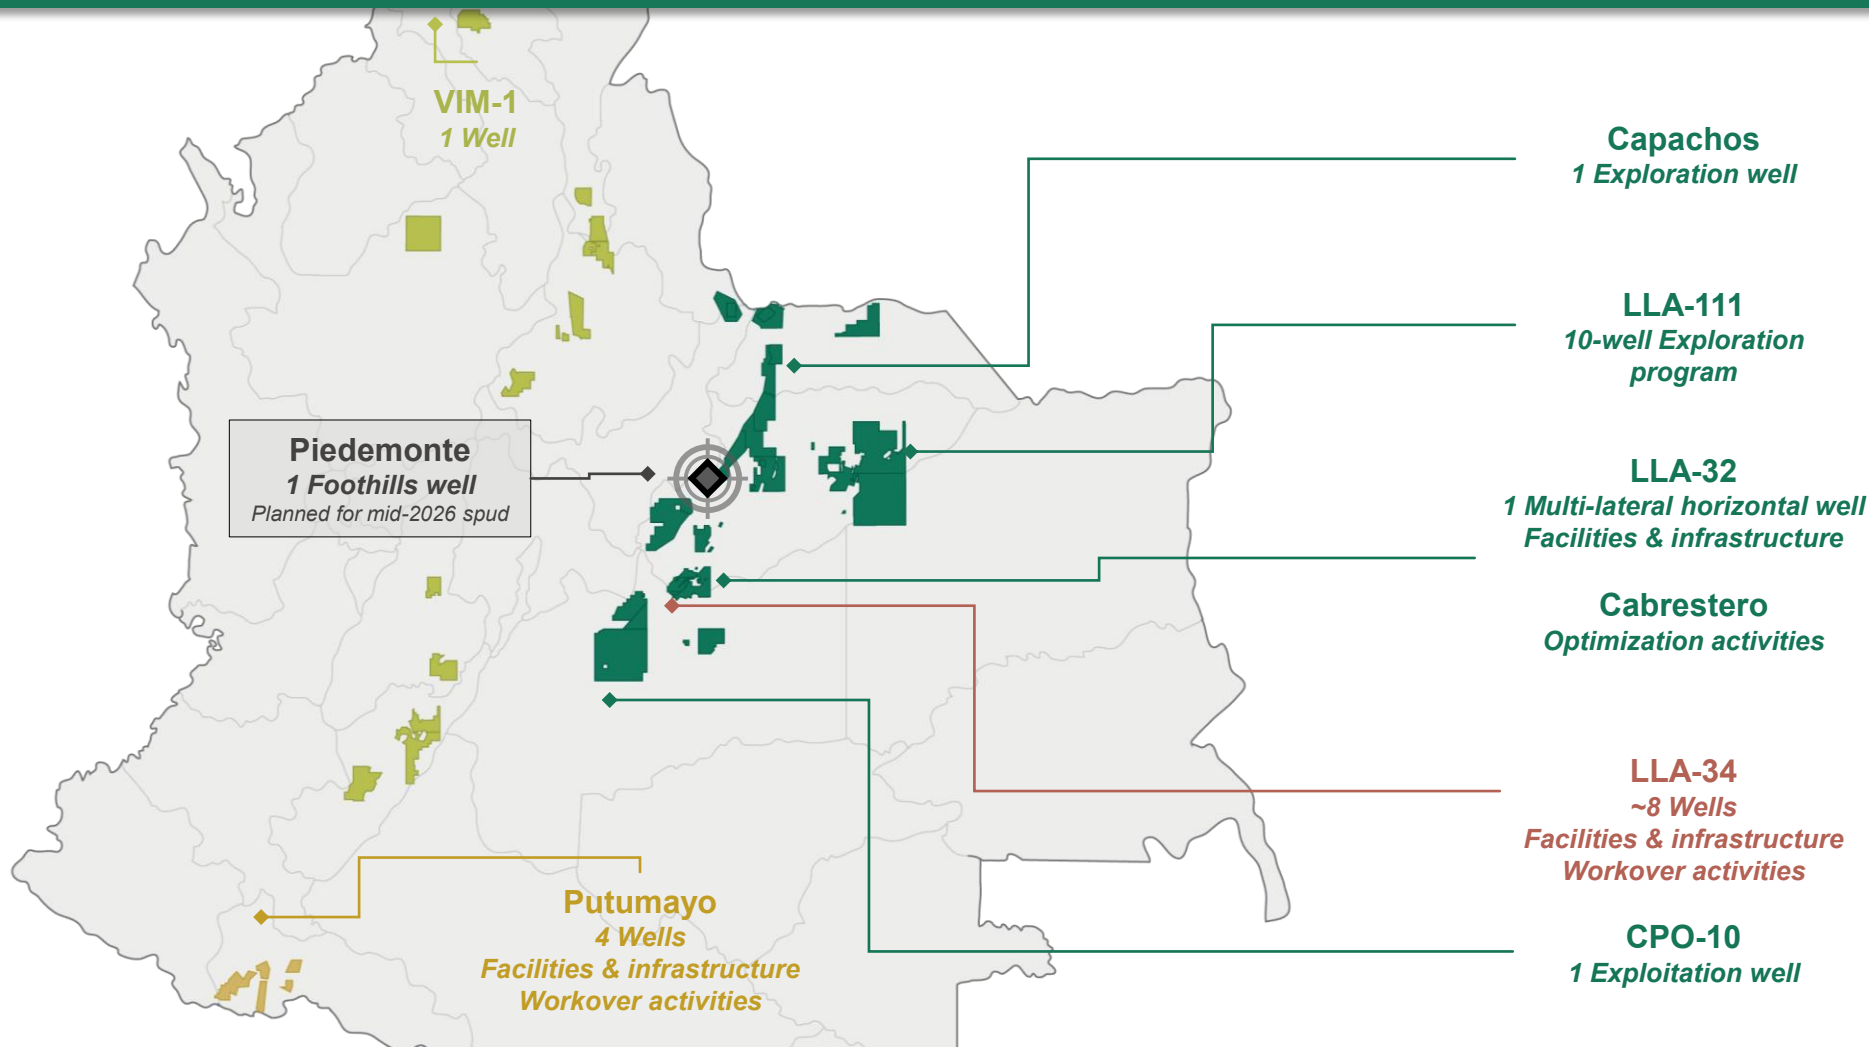 VIM-1
1 Well
Capachos
1 Exploration well
LLA-111
10-well Exploration
program
Piedemonte
1 Foothills well
Planned for mid-2026 spud
LLA-32
1 Multi-lateral horizontal well
Facilities & infrastructure
Cabrestero
Optimization activities
LLA-34
~8 Wells
Facilities & infrastructure
Workover activities
Putumayo
4 Wells
Facilities & infrastructure
Workover activities
CPO-10
1 Exploitation well